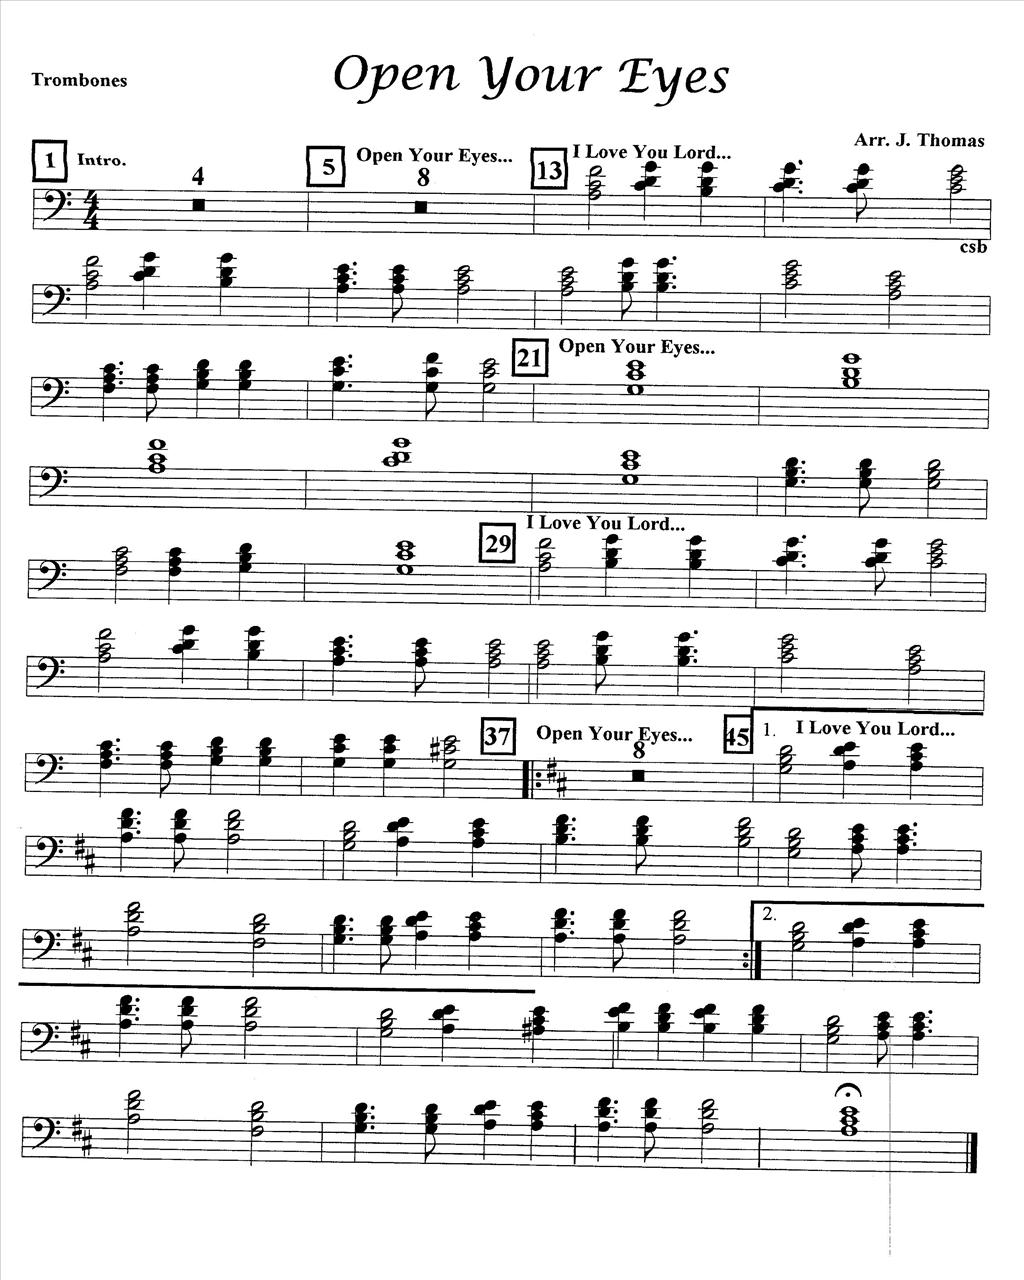 Open Your Eyes
Trombones
Arr. J. Thomas
1 Intro. 4 5 Open Your Eyes... 8 13 I Love You Lord...
csb
21 Open Your Eyes...
29 I Love You Lord...
37 Open Your Eyes... 8 45 1. I Love You Lord...
2.